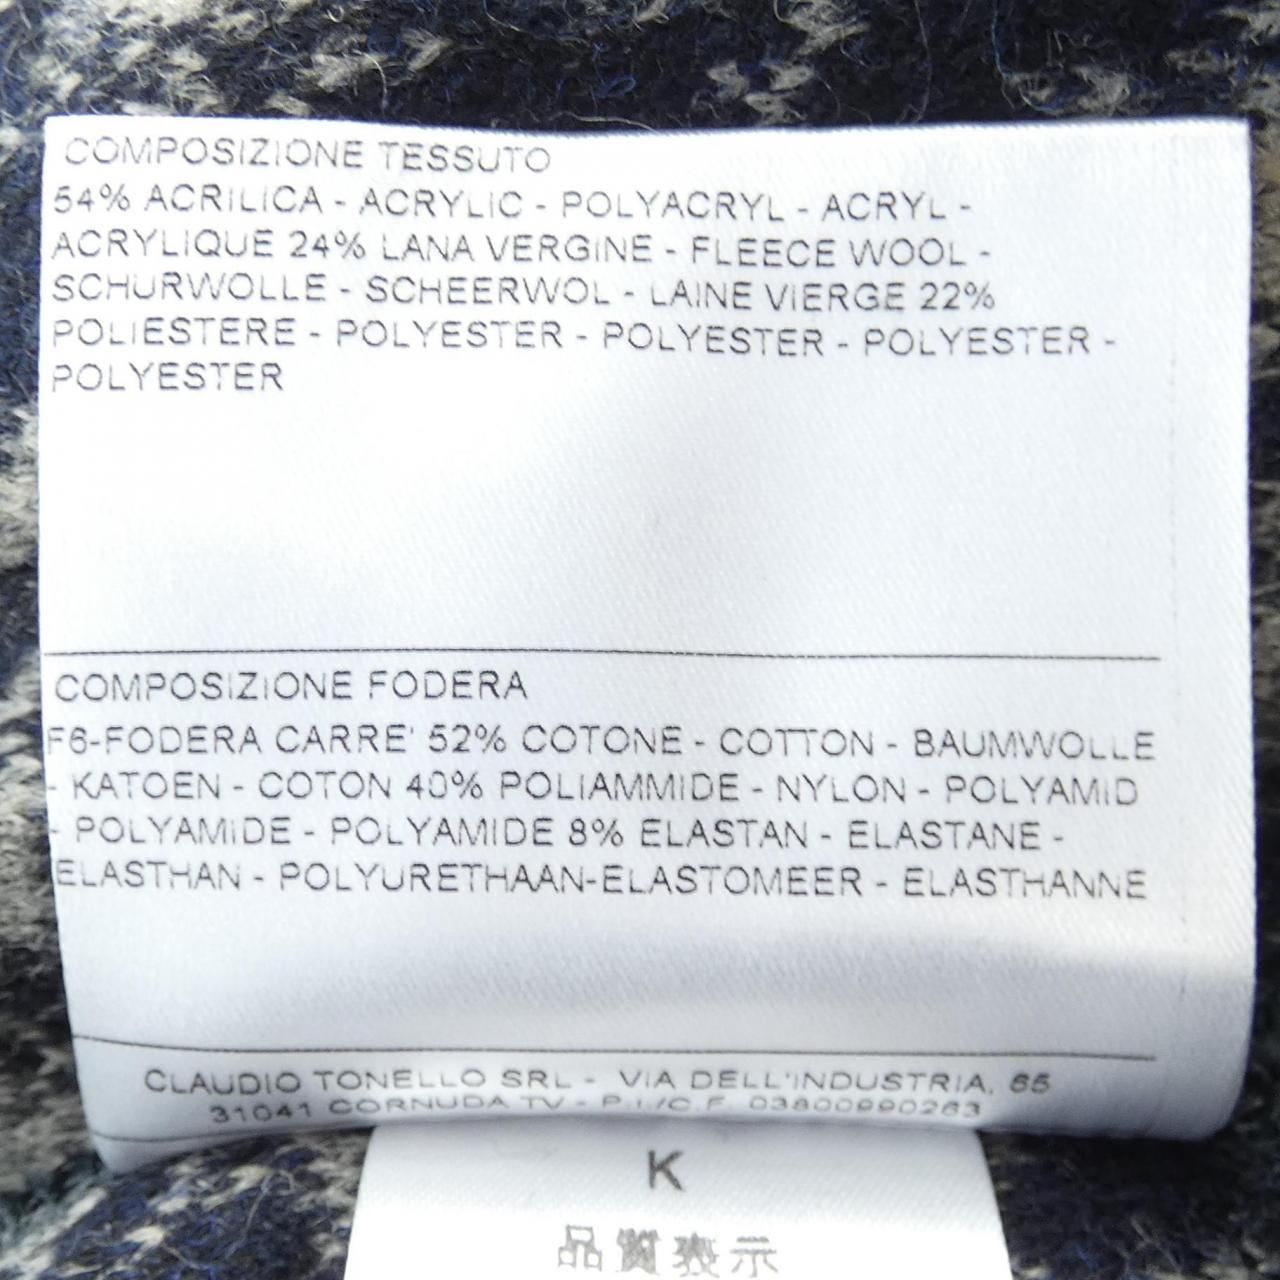 COMPOSIZIONE TESSUTO
54% ACRILICA - ACRYLIC - POLYACRYL - ACRYL -
ACRYLIQUE 24% LANA VERGINE - FLEECE WOOL -
SCHURWOLLE - SCHEERWOL - LAINE VIERGE 22%
POLIESTERE - POLYESTER - POLYESTER - POLYESTER -
POLYESTER
COMPOSIZIONE FODERA
F6-FODERA CARRE' 52% COTONE - COTTON - BAUMWOLLE
- KATOEN - COTON 40% POLIAMMIDE - NYLON - POLYAMID
- POLYAMIDE - POLYAMIDE 8% ELASTAN - ELASTANE -
ELASTHAN - POLYURETHAAN-ELASTOMEER - ELASTHANNE
CLAUDIO TONELLO SRL - VIA DELL'INDUSTRIA, 65
31041 CORNUDA TV - P.I./C.F. 03800990263
K
品質表示